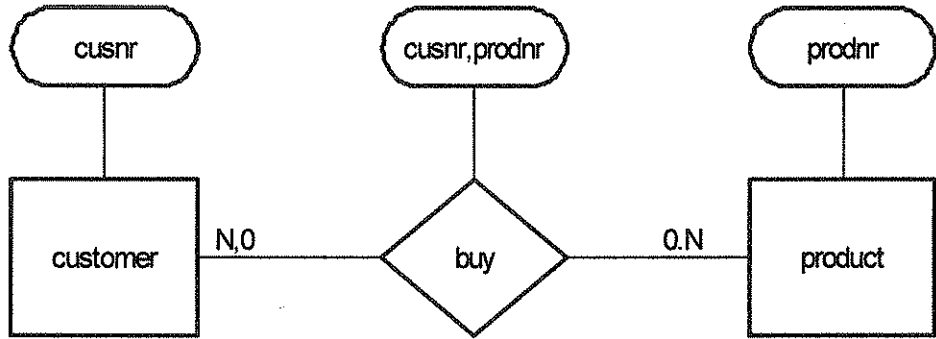 cusnr
cusnr,prodnr
prodnr
customer
N,0
buy
0.N
product